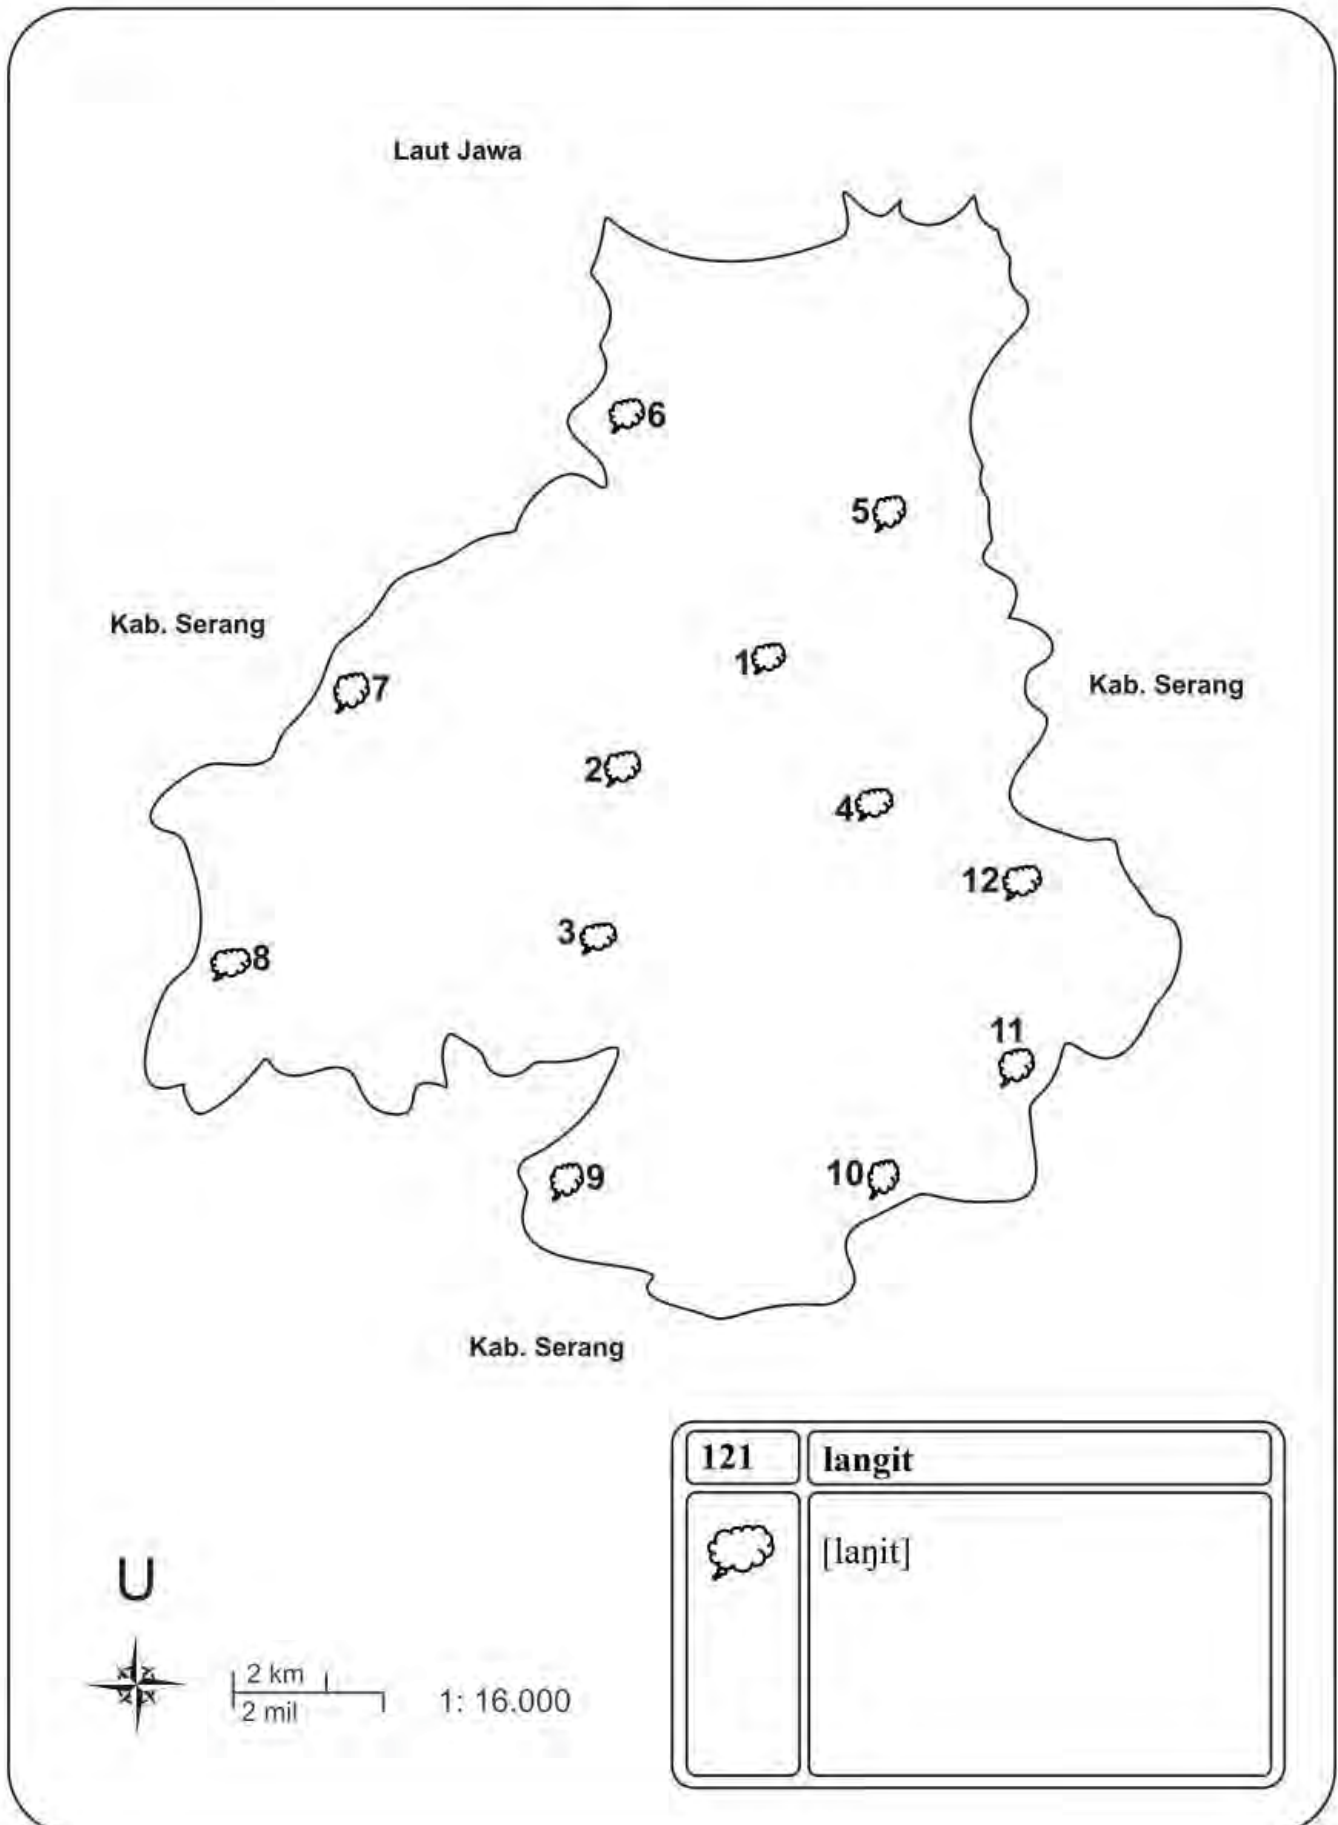 Laut Jawa
6
5
Kab. Serang
1
7
Kab. Serang
2
4
12
3
8
11
9
10
Kab. Serang
121 langit
[laŋit]
U
2 km
2 mil
1: 16.000